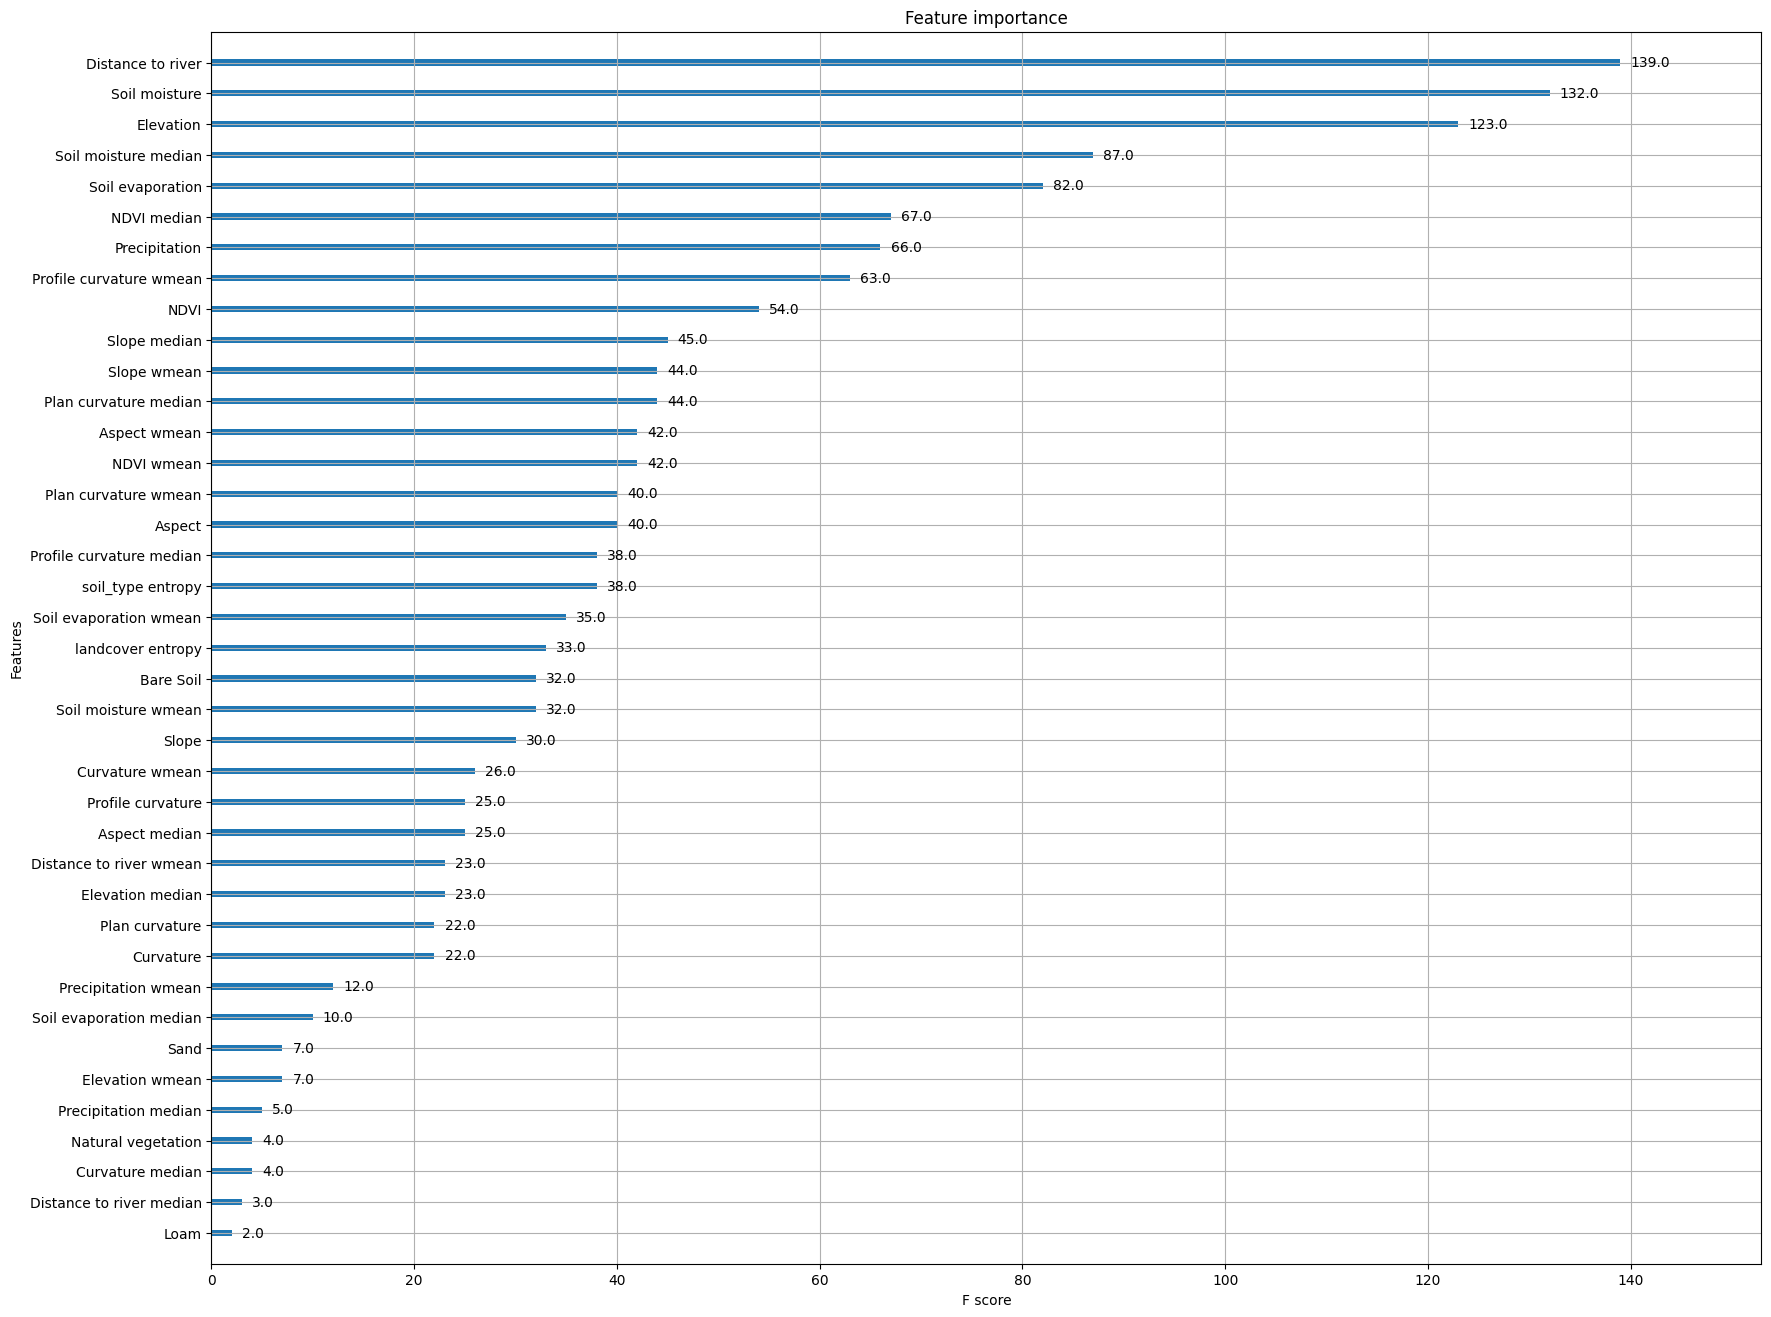 Feature importance
Distance to river 139.0
Soil moisture 132.0
Elevation 123.0
Soil moisture median 87.0
Soil evaporation 82.0
NDVI median 67.0
Precipitation 66.0
Profile curvature wmean 63.0
NDVI 54.0
Slope median 45.0
Slope wmean 44.0
Plan curvature median 44.0
Aspect wmean 42.0
NDVI wmean 42.0
Plan curvature wmean 40.0
Aspect 40.0
Profile curvature median 38.0
soil_type entropy 38.0
Soil evaporation wmean 35.0
Features
landcover entropy 33.0
Bare Soil 32.0
Soil moisture wmean 32.0
Slope 30.0
Curvature wmean 26.0
Profile curvature 25.0
Aspect median 25.0
Distance to river wmean 23.0
Elevation median 23.0
Plan curvature 22.0
Curvature 22.0
Precipitation wmean 12.0
Soil evaporation median 10.0
Sand 7.0
Elevation wmean 7.0
Precipitation median 5.0
Natural vegetation 4.0
Curvature median 4.0
Distance to river median 3.0
Loam 2.0
0 20 40 60 80 100 120 140
F score